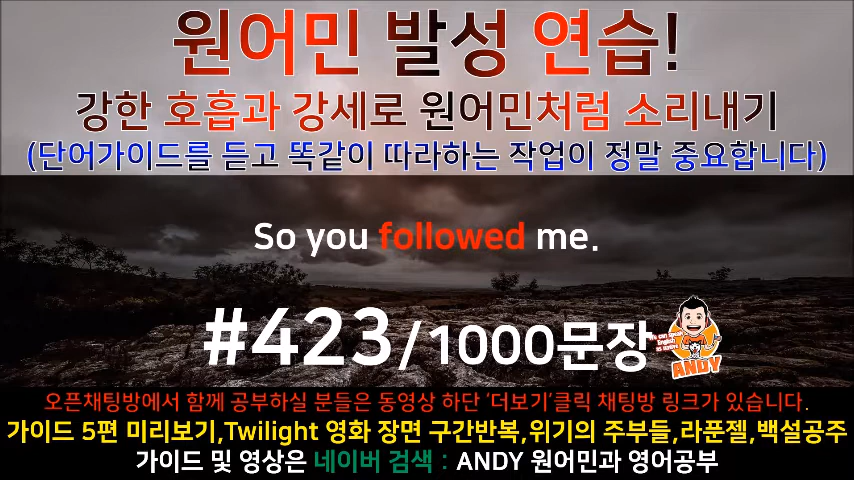 원어민 발성 연습!
강한 호흡과 강세로 원어민처럼 소리내기
(단어가이드를 듣고 똑같이 따라하는 작업이 정말 중요합니다)
So you followed me.
#423/1000문장
We can speak
English
as native
ANDY
오픈채팅방에서 함께 공부하실 분들은 동영상 하단 '더보기'클릭 채팅방 링크가 있습니다.
가이드 5편 미리보기,Twilight 영화 장면 구간반복,위기의 주부들,라푼젤,백설공주
가이드 및 영상은 네이버 검색 : ANDY 원어민과 영어공부